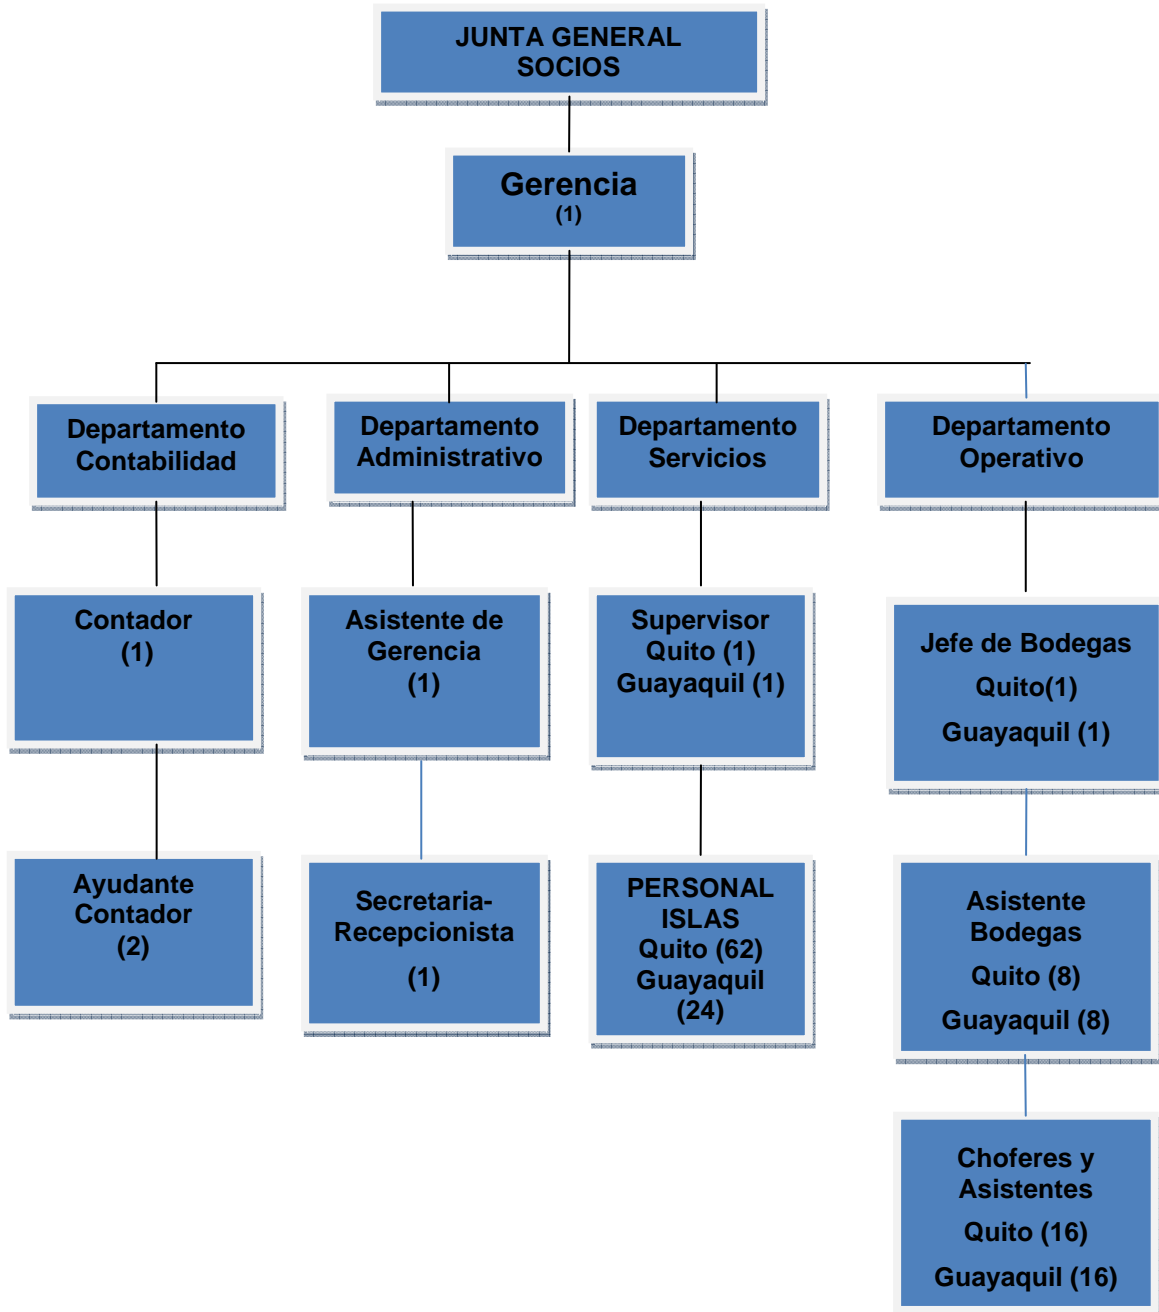 JUNTA GENERAL
SOCIOS
Gerencia
(1)
Departamento
Contabilidad
Departamento
Administrativo
Departamento
Servicios
Departamento
Operativo
Contador
(1)
Asistente de
Gerencia
(1)
Supervisor
Quito (1)
Guayaquil (1)
Jefe de Bodegas
Quito(1)
Guayaquil (1)
Ayudante
Contador
(2)
Secretaria-
Recepcionista
(1)
PERSONAL
ISLAS
Quito (62)
Guayaquil
(24)
Asistente
Bodegas
Quito (8)
Guayaquil (8)
Choferes y
Asistentes
Quito (16)
Guayaquil (16)